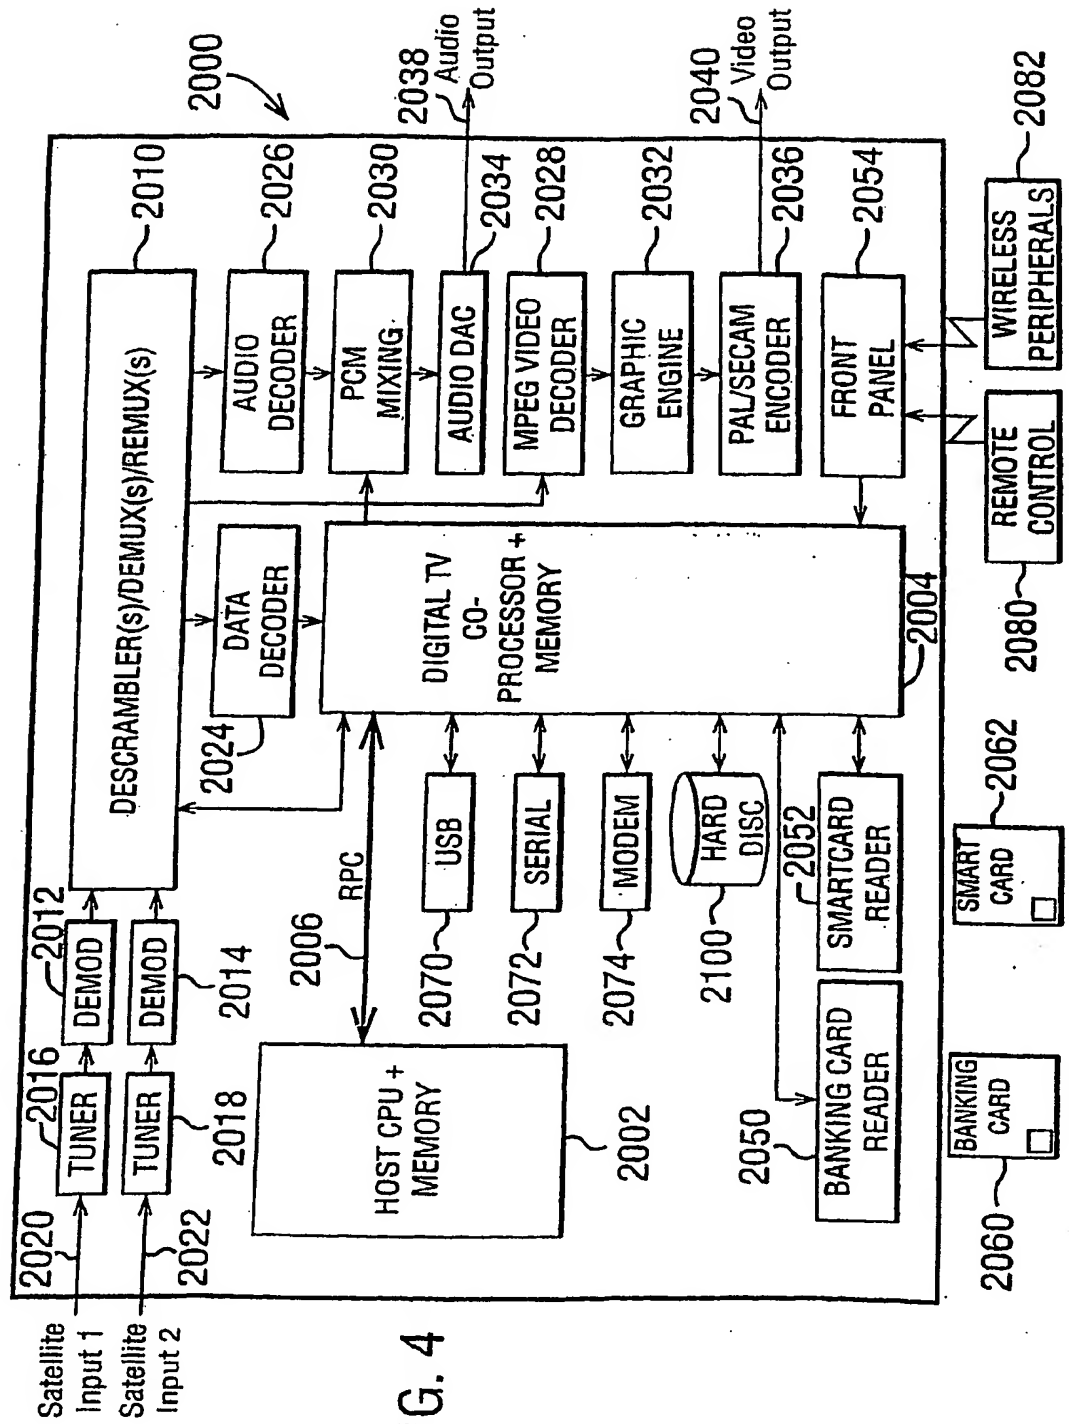 2000
Satellite
Input 1
2020
TUNER
2016
DEMOD
2012
Satellite
Input 2
2022
TUNER
2018
DEMOD
2014
DESCRAMBLER(s)/DEMUX(s)/REMUX(s)
2010
DATA
DECODER
2024
AUDIO
DECODER
2026
PCM
MIXING
2030
AUDIO DAC
2034
2038
Audio
Output
MPEG VIDEO
DECODER
2028
GRAPHIC
ENGINE
2032
PAL/SECAM
ENCODER
2036
2040
Video
Output
FRONT
PANEL
2054
HOST CPU +
MEMORY
2002
2006
RPC
DIGITAL TV
CO-
PROCESSOR +
MEMORY
2004
USB
2070
SERIAL
2072
MODEM
2074
HARD
DISC
2100
BANKING CARD
READER
2050
SMARTCARD
READER
2052
BANKING
CARD
2060
SMART
CARD
2062
REMOTE
CONTROL
2080
WIRELESS
PERIPHERALS
2082
G. 4